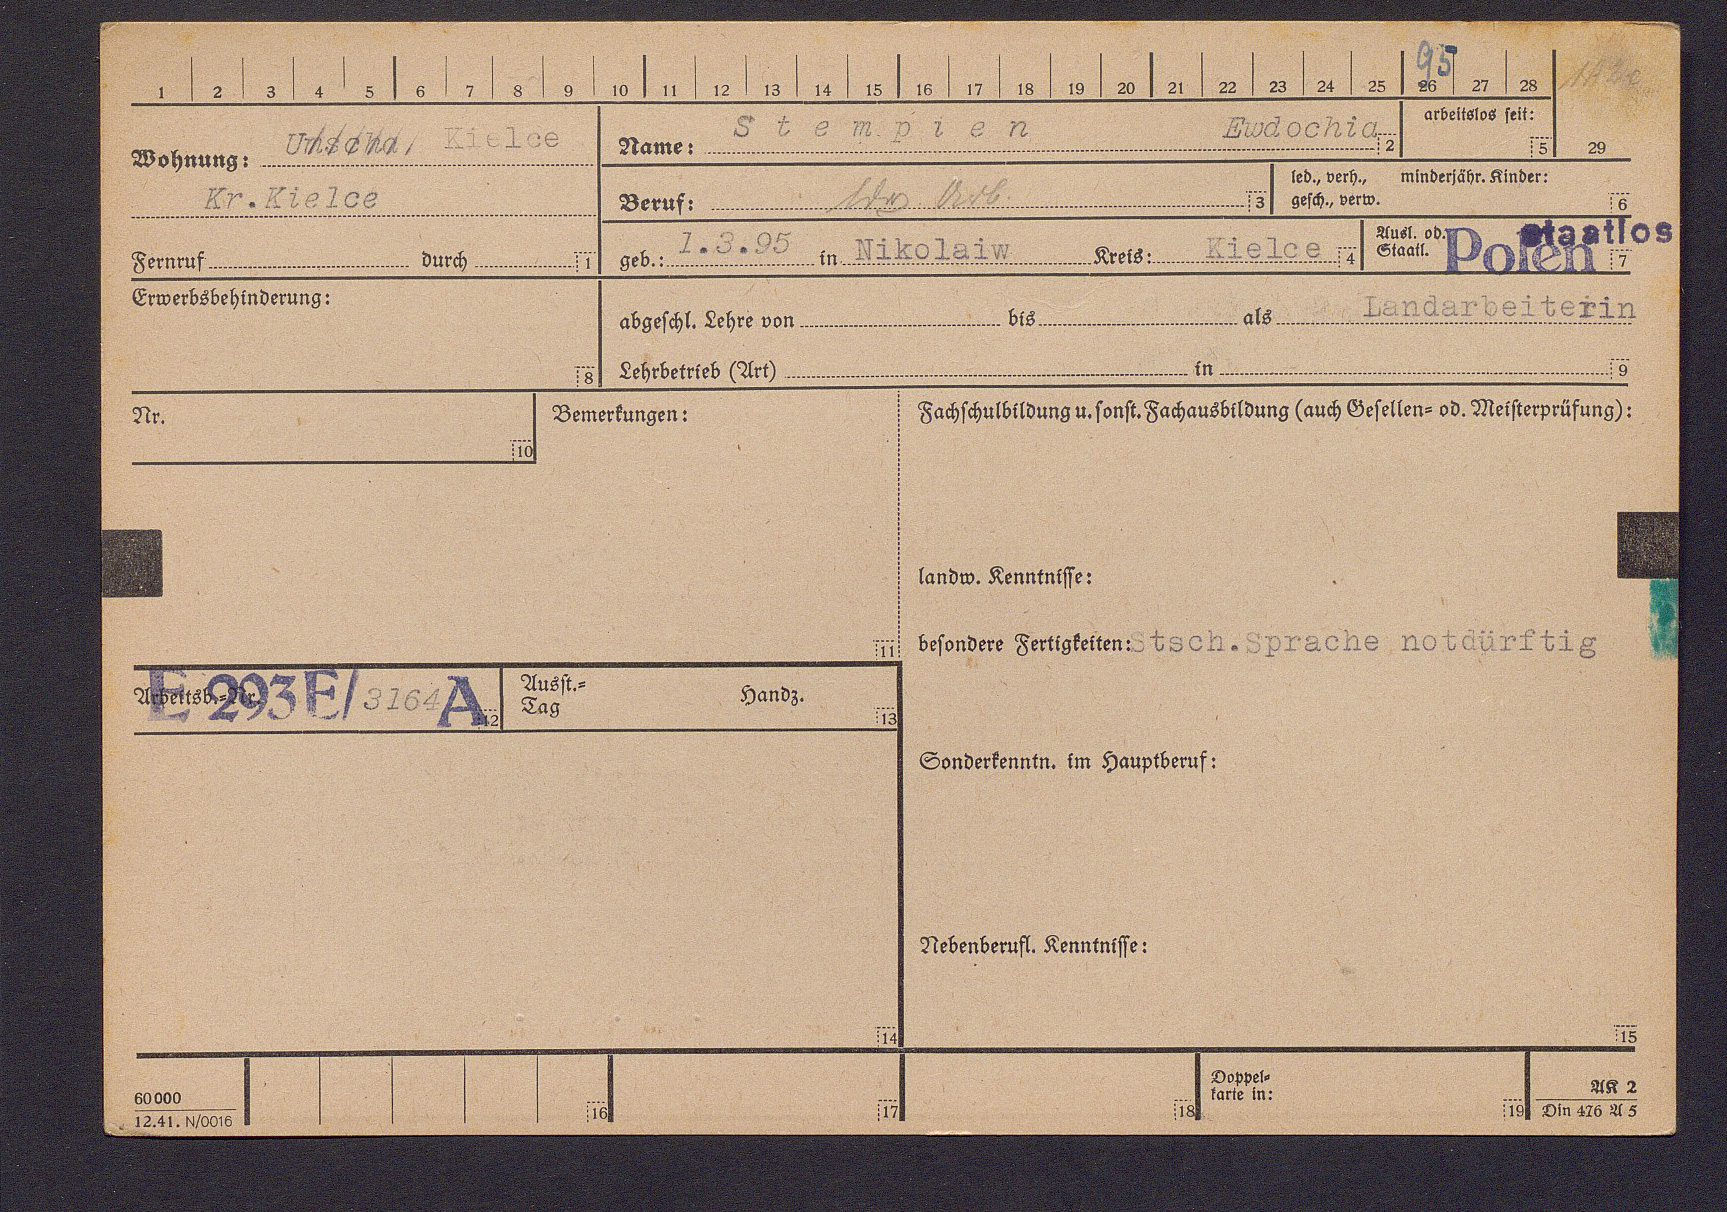 95
1 2 3 4 5 6 7 8 9 10 11 12 13 14 15 16 17 18 19 20 21 22 23 24 25 26 27 28
Wohnung: Kielce
Kr.Kielce
Fernruf durch 1
Name: Stempien Ewdochia 2
arbeitslos seit: 5
29
Beruf: ldw Arb. 3
led., verh., minderjähr. Kinder:
gesch., verw. 6
geb.: 1.3.95 in Nikolaiw Kreis: Kielce 4
Ausl. od. staatlos
Staatl. Polen 7
Erwerbsbehinderung:
8
abgeschl. Lehre von bis als Landarbeiterin
Lehrbetrieb (Art) in 9
Nr.
10
Bemerkungen:
11
Fachschulbildung u. sonst. Fachausbildung (auch Gesellen- od. Meisterprüfung):
landw. Kenntnisse:
besondere Fertigkeiten: Stsch.Sprache notdürftig
Arbeitsb.-Nr. E 293E/3164 A 12
Ausst.-
Tag Handz. 13
Sonderkenntn. im Hauptberuf:
Nebenberufl. Kenntnisse:
14
15
60000
12.41. N/0016
16 17 18
Doppel-
karte in: 19
AK 2
Din 476 A 5